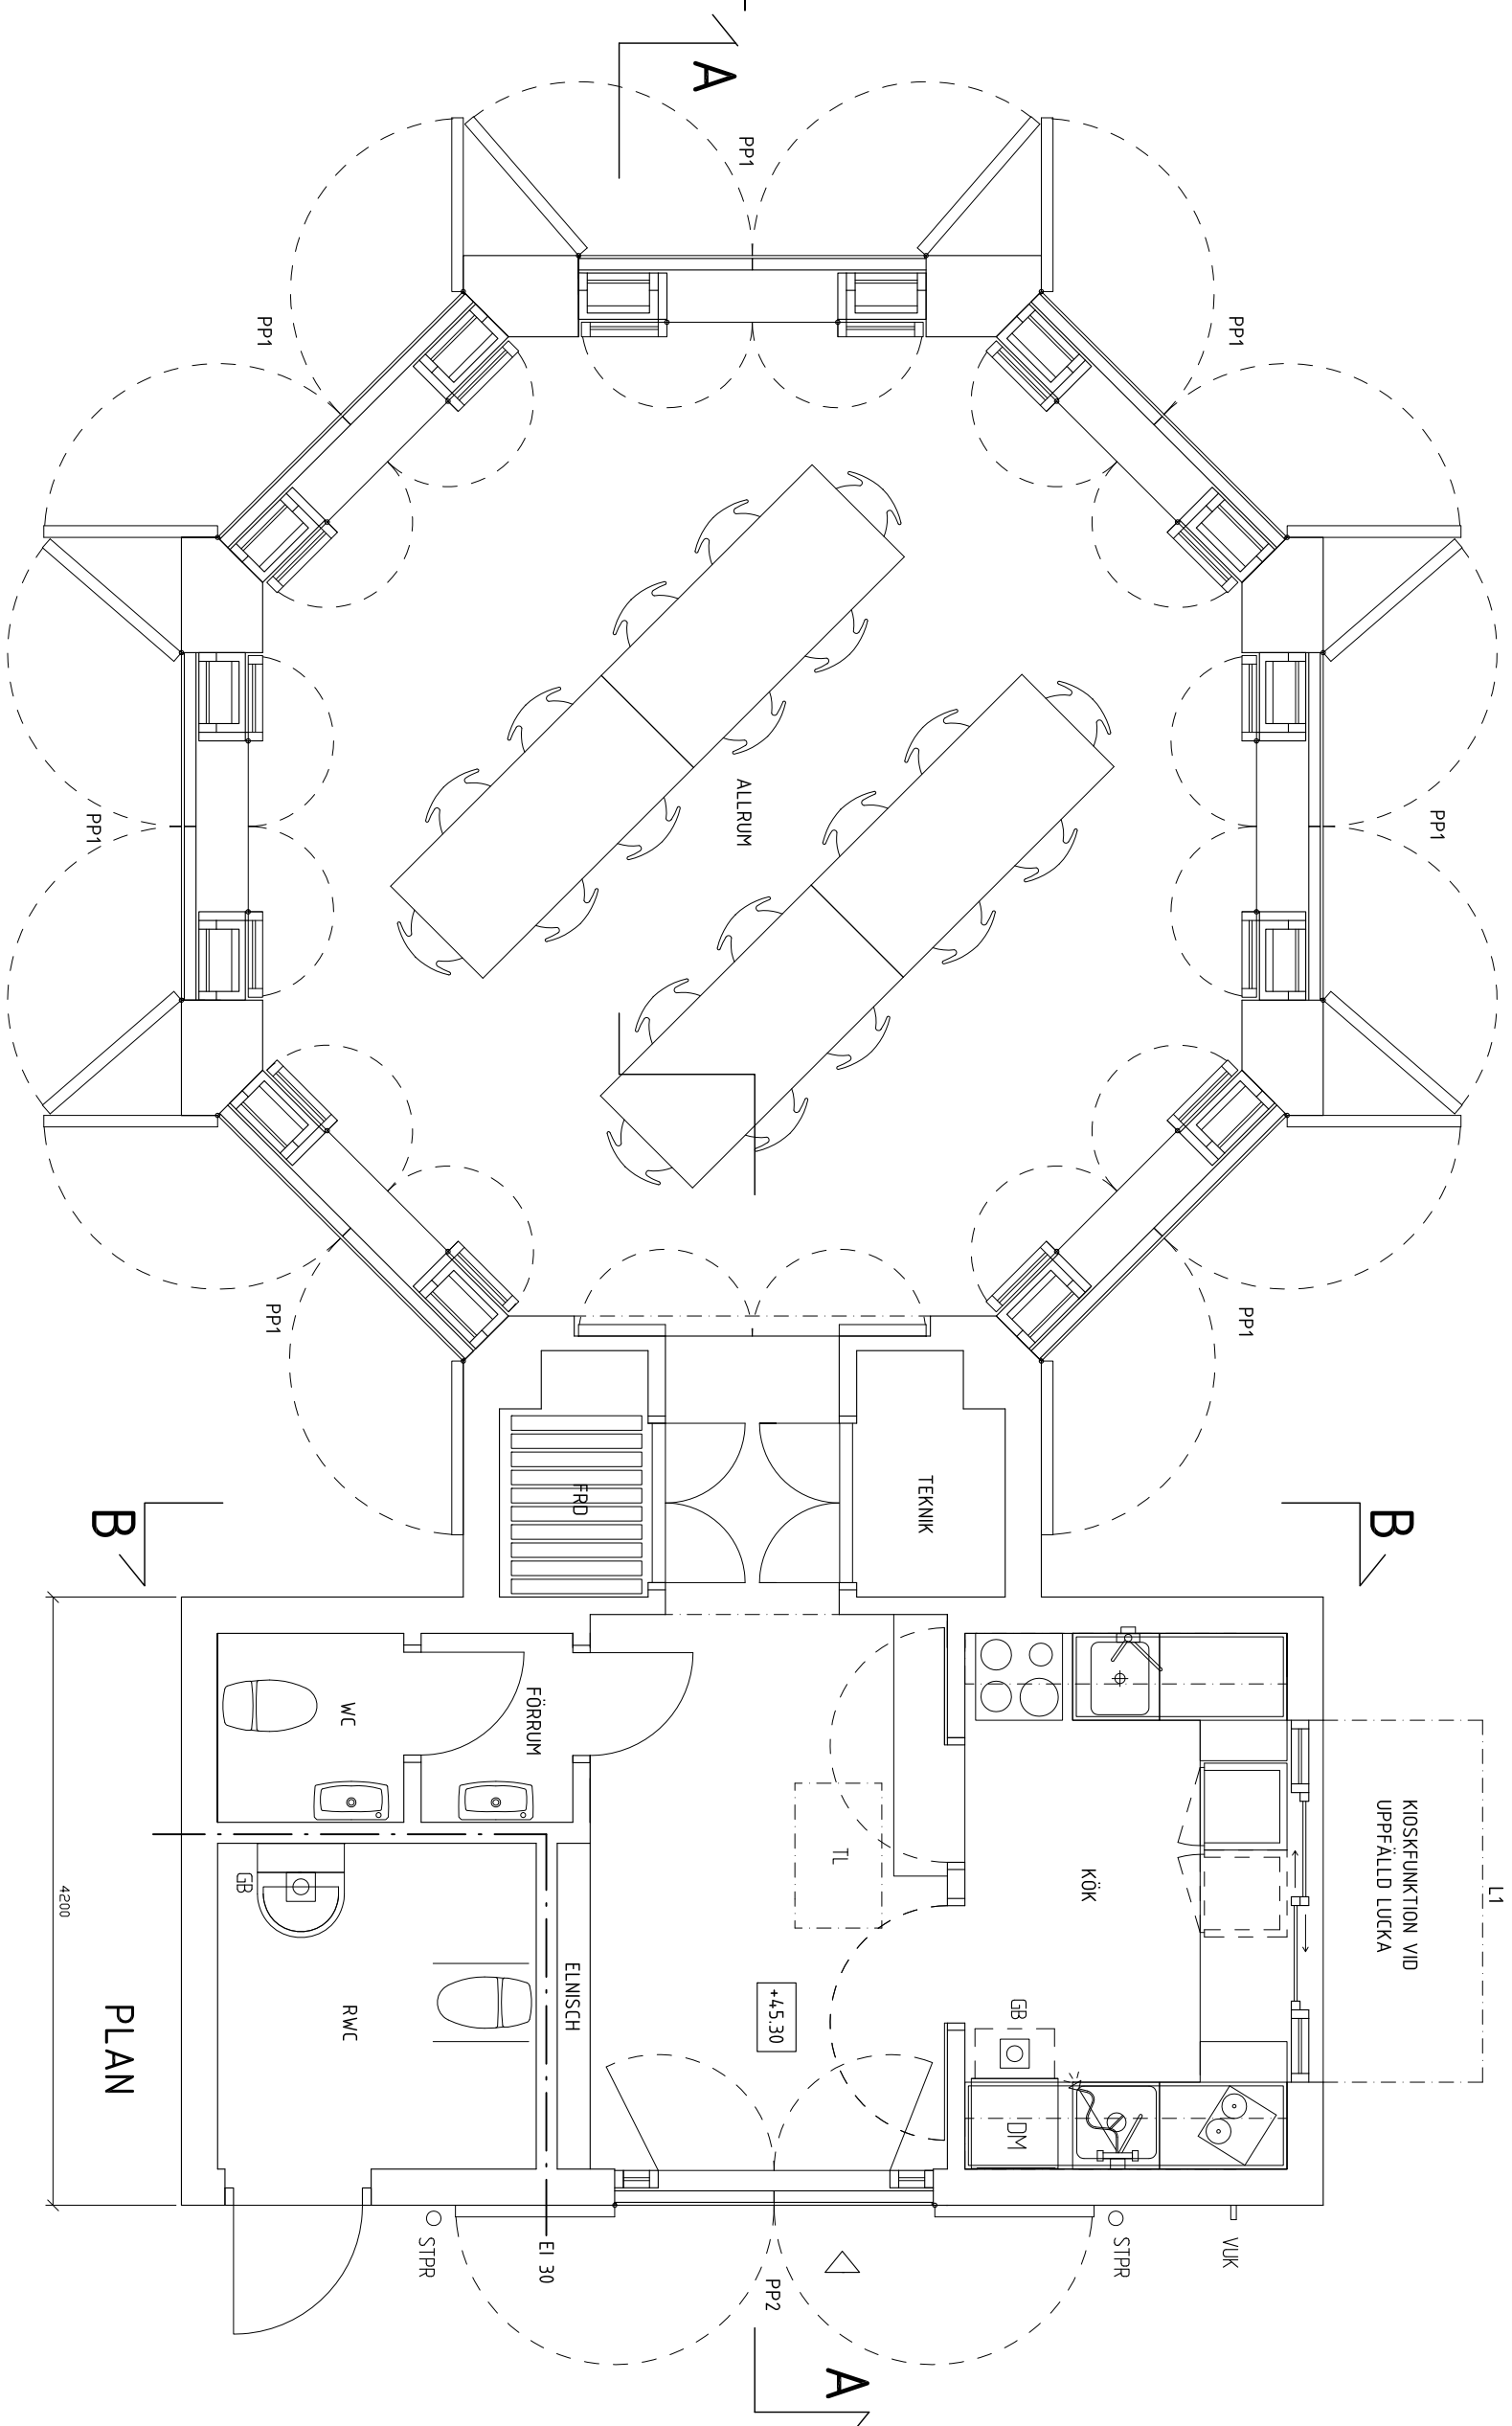 A
PP1
PP1
PP1
PP1
PP1
ALLRUM
PP1
PP1
B
B
FRD
TEKNIK
WC
FÖRRUM
TL
KÖK
KIOSKFUNKTION VID
UPPFÄLLD LUCKA
L1
GB
4200
ELNISCH
RWC
+45.30
GB
DM
PLAN
STPR
EI 30
PP2
STPR
VUK
A